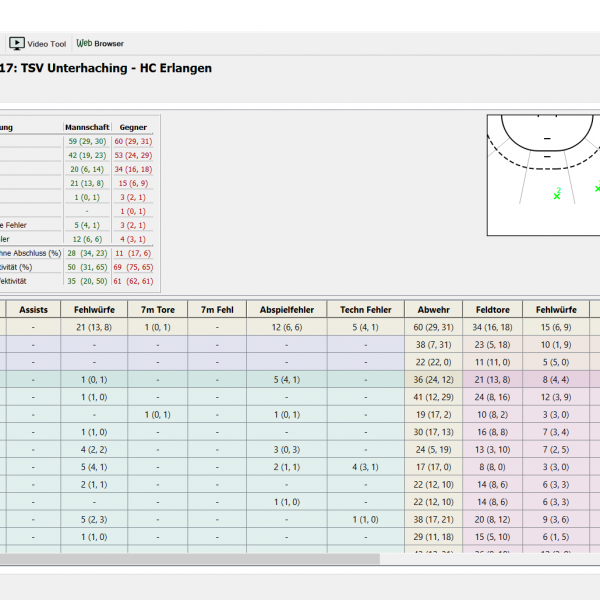 Video Tool Web Browser
17: TSV Unterhaching - HC Erlangen
ung Mannschaft Gegner
59 (29, 30) 60 (29, 31)
42 (19, 23) 53 (24, 29)
20 (6, 14) 34 (16, 18)
21 (13, 8) 15 (6, 9)
1 (0, 1) 3 (2, 1)
- 1 (0, 1)
e Fehler 5 (4, 1) 3 (2, 1)
ler 12 (6, 6) 4 (3, 1)
hne Abschluss (%) 28 (34, 23) 11 (17, 6)
tivität (%) 50 (31, 65) 69 (75, 65)
fektivität 35 (20, 50) 61 (62, 61)
2
Assists Fehlwürfe 7m Tore 7m Fehl Abspielfehler Techn Fehler Abwehr Feldtore Fehlwürfe
- 21 (13, 8) 1 (0, 1) - 12 (6, 6) 5 (4, 1) 60 (29, 31) 34 (16, 18) 15 (6, 9)
- - - - - - 38 (7, 31) 23 (5, 18) 10 (1, 9)
- - - - - - 22 (22, 0) 11 (11, 0) 5 (5, 0)
- 1 (0, 1) - - 5 (4, 1) - 36 (24, 12) 21 (13, 8) 8 (4, 4)
- 1 (1, 0) - - - - 41 (12, 29) 24 (8, 16) 12 (3, 9)
- - 1 (0, 1) - 1 (0, 1) - 19 (17, 2) 10 (8, 2) 3 (3, 0)
- 1 (1, 0) - - - - 30 (17, 13) 16 (8, 8) 7 (3, 4)
- 4 (2, 2) - - 3 (0, 3) - 24 (5, 19) 13 (3, 10) 7 (2, 5)
- 5 (4, 1) - - 2 (1, 1) 4 (3, 1) 17 (17, 0) 8 (8, 0) 3 (3, 0)
- 2 (1, 1) - - - - 22 (12, 10) 14 (8, 6) 6 (3, 3)
- - - - 1 (1, 0) - 22 (12, 10) 14 (8, 6) 6 (3, 3)
- 5 (2, 3) - - - 1 (1, 0) 38 (17, 21) 20 (8, 12) 9 (3, 6)
- 1 (1, 0) - - - - 29 (11, 18) 15 (5, 10) 6 (1, 5)